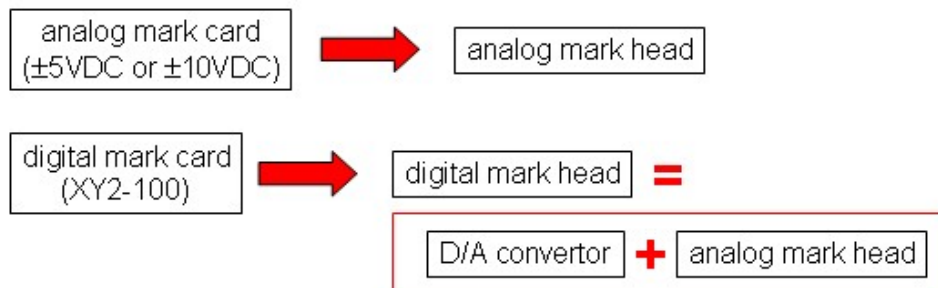 analog mark card
(±5VDC or ±10VDC)
analog mark head
digital mark card
(XY2-100)
digital mark head =
D/A convertor + analog mark head